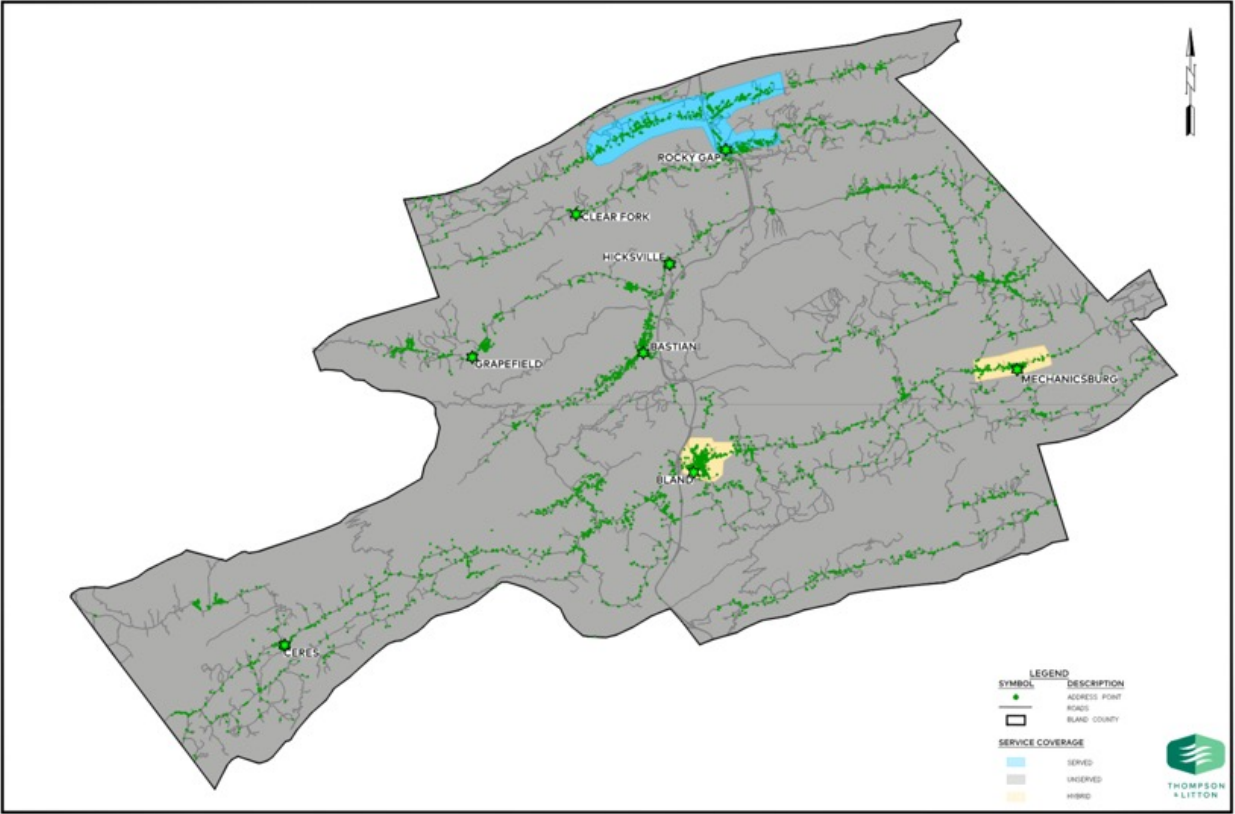 N
ROCKY GAP
CLEAR FORK
HICKSVILLE
BASTIAN
GRAPEFIELD
MECHANICSBURG
BLAND
CERES
LEGEND
SYMBOL DESCRIPTION
ADDRESS POINT
ROADS
BLAND COUNTY
SERVICE COVERAGE
SERVED
UNSERVED
HYBRID
THOMPSON
& LITTON